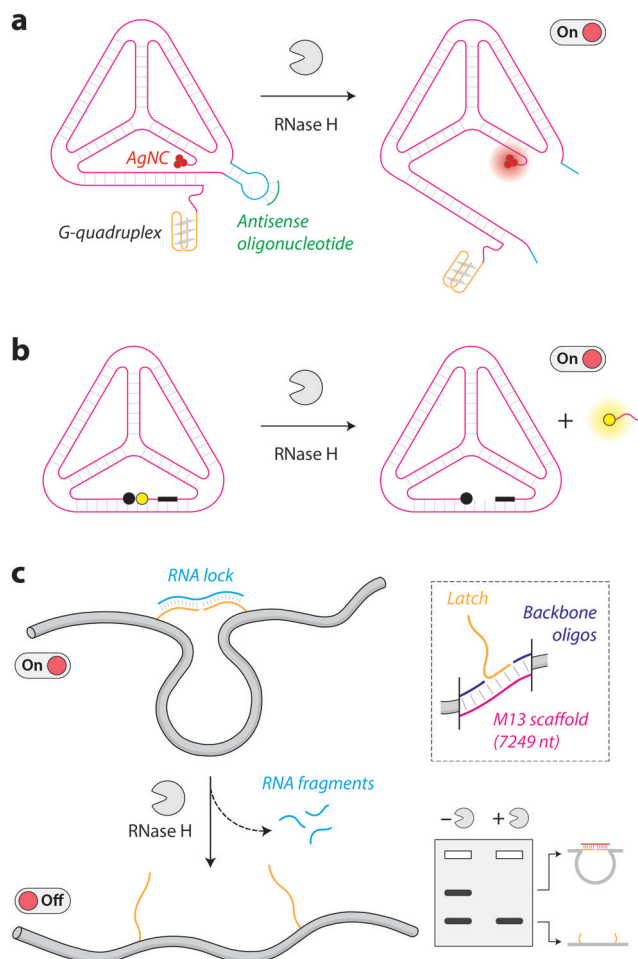 a
On
RNase H
AgNC
G-quadruplex
Antisense
oligonucleotide
b
On
RNase H
+
c
RNA lock
On
Latch
Backbone
oligos
M13 scaffold
(7249 nt)
RNase H
RNA fragments
Off
– +